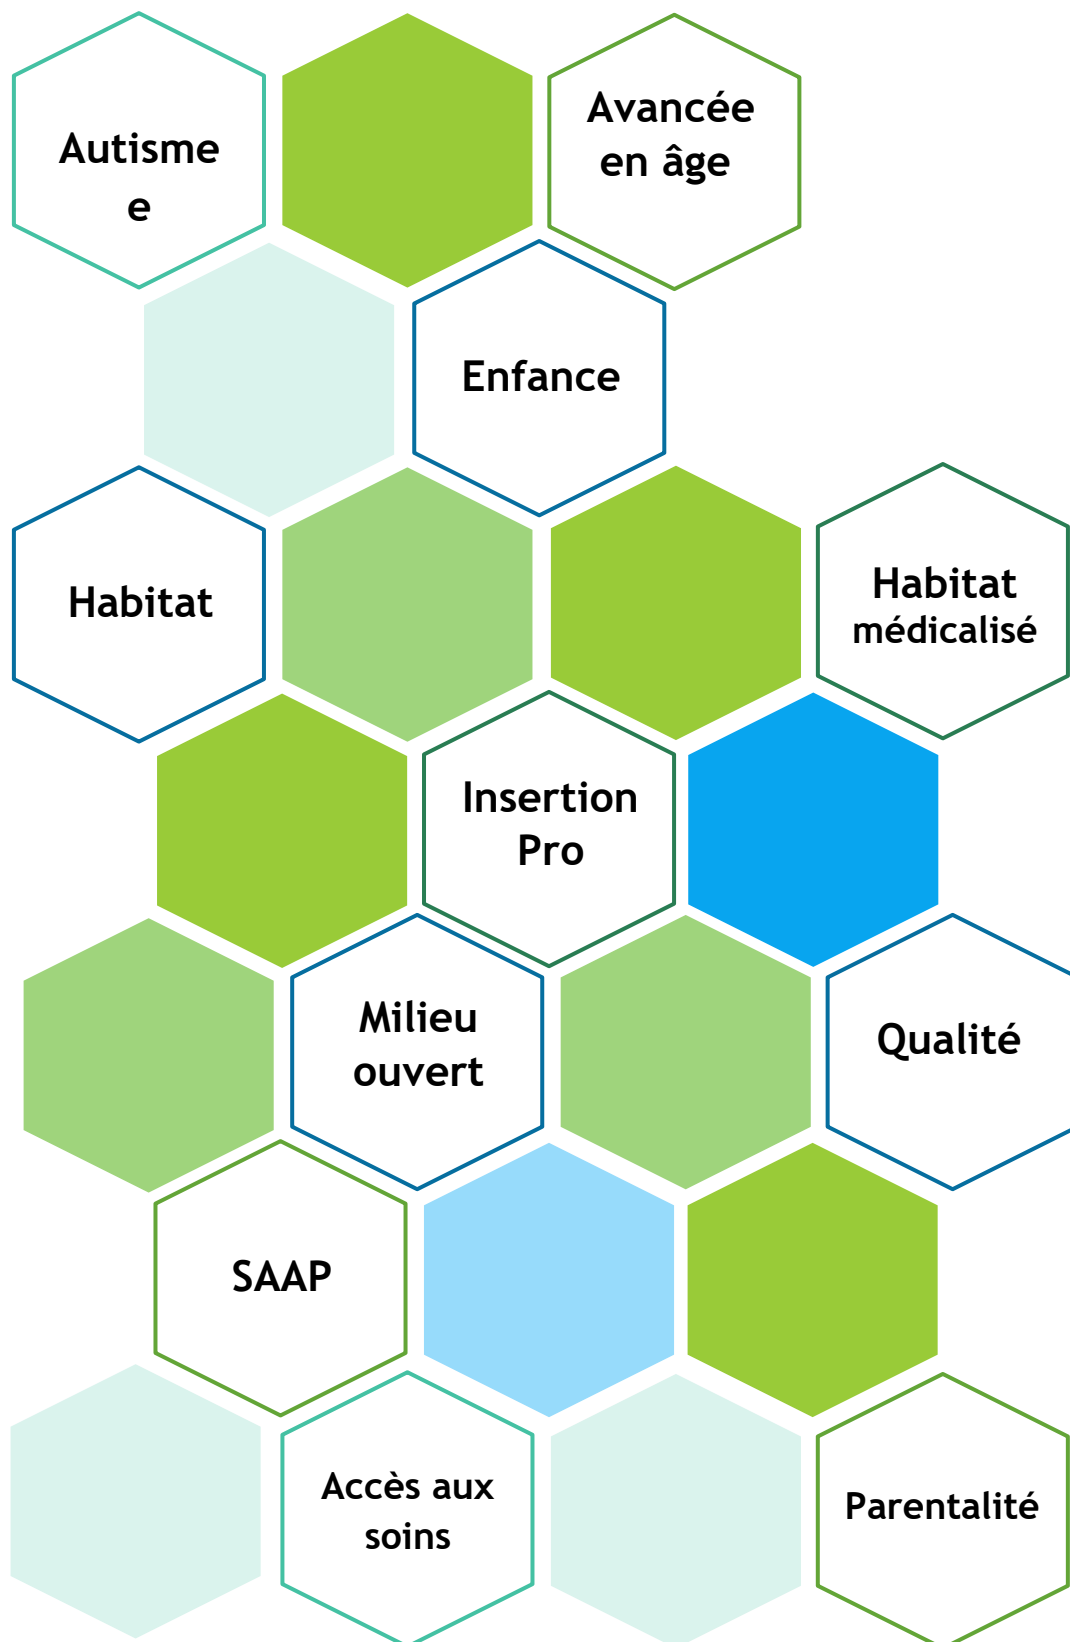 Autisme
e
Avancée
en âge
Enfance
Habitat
Habitat
médicalisé
Insertion
Pro
Milieu
ouvert
Qualité
SAAP
Accès aux
soins
Parentalité